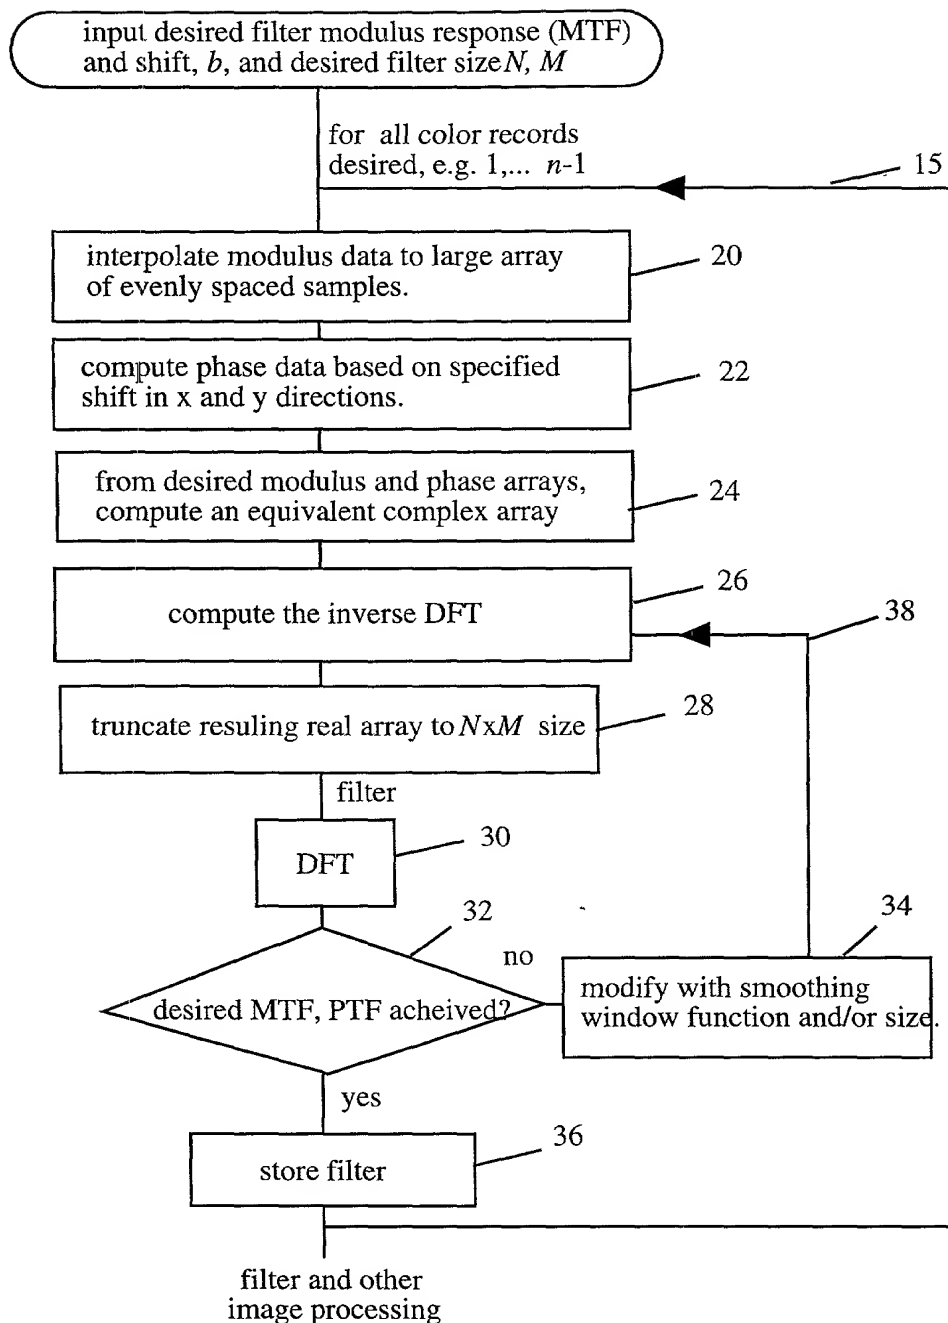 input desired filter modulus response (MTF)
and shift, b, and desired filter size N, M
for all color records
desired, e.g. 1,... n-1
15
interpolate modulus data to large array
of evenly spaced samples.
20
compute phase data based on specified
shift in x and y directions.
22
from desired modulus and phase arrays,
compute an equivalent complex array
24
26
compute the inverse DFT
38
truncate resuling real array to NxM size
28
filter
30
DFT
32
34
no
desired MTF, PTF acheived?
modify with smoothing
window function and/or size.
yes
36
store filter
filter and other
image processing